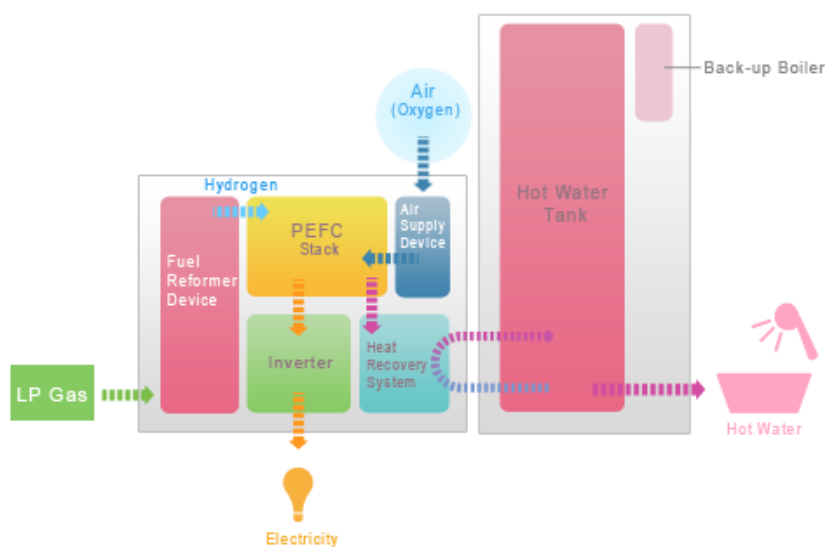 Back-up Boiler
Air
(Oxygen)
Hydrogen
Hot Water
Tank
PEFC
Stack
Air
Supply
Device
Fuel
Reformer
Device
Inverter
Heat
Recovery
System
LP Gas
Hot Water
Electricity